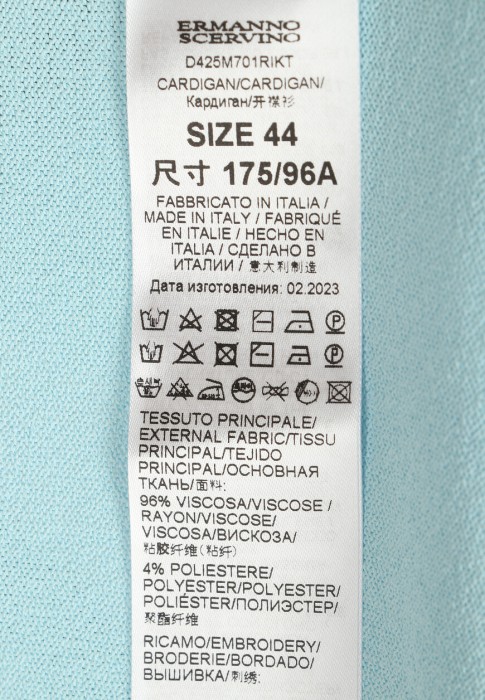 ERMANNO
SCERVINO
D425M701RIKT
CARDIGAN/CARDIGAN/
Кардиган/开襟衫
SIZE 44
尺寸 175/96A
FABBRICATO IN ITALIA /
MADE IN ITALY / FABRIQUÉ
EN ITALIE / HECHO EN
ITALIA / СДЕЛАНО В
ИТАЛИИ / 意大利制造
Дата изготовления: 02.2023
TESSUTO PRINCIPALE/
EXTERNAL FABRIC/TISSU
PRINCIPAL/TEJIDO
PRINCIPAL/ОСНОВНАЯ
ТКАНЬ/面料:
96% VISCOSA/VISCOSE /
RAYON/VISCOSE/
VISCOSA/ВИСКОЗА/
粘胶纤维(粘纤)
4% POLIESTERE/
POLYESTER/POLYESTER/
POLIÉSTER/ПОЛИЭСТЕР/
聚酯纤维
RICAMO/EMBROIDERY/
BRODERIE/BORDADO/
ВЫШИВКА/刺绣: